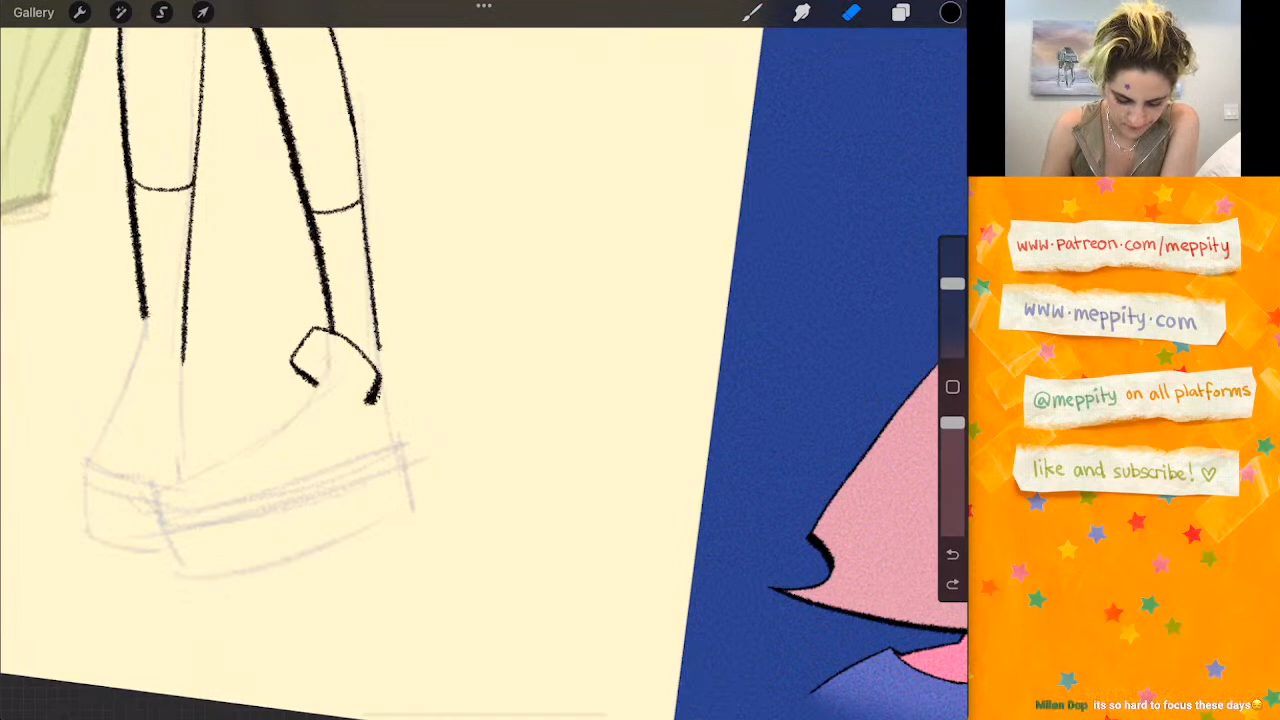 Gallery
www.patreon.com/meppity
www.meppity.com
@meppity on all platforms
like and subscribe! ♡
Milan Dop its so hard to focus these days😔